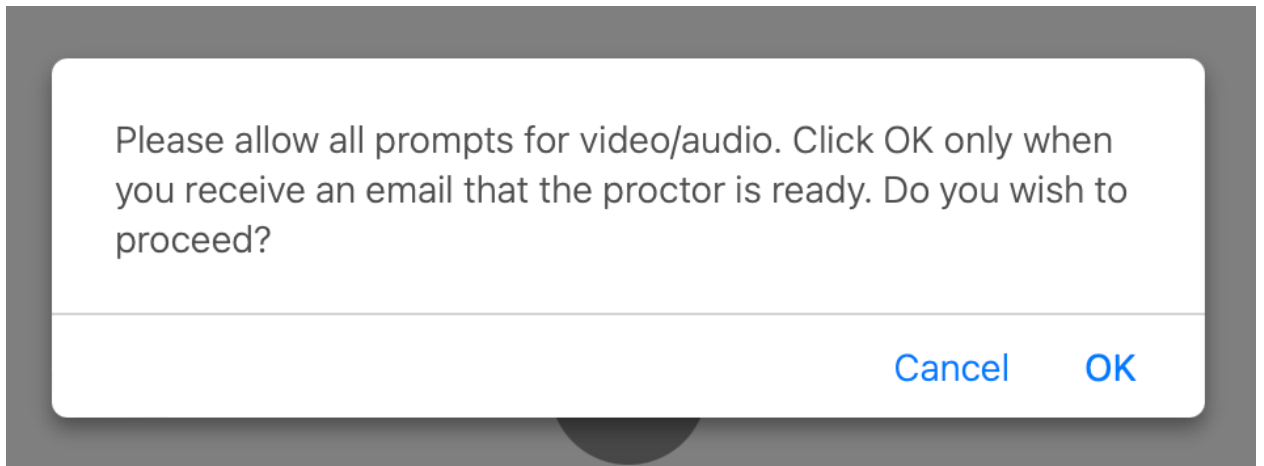 Please allow all prompts for video/audio. Click OK only when
you receive an email that the proctor is ready. Do you wish to
proceed?
Cancel OK